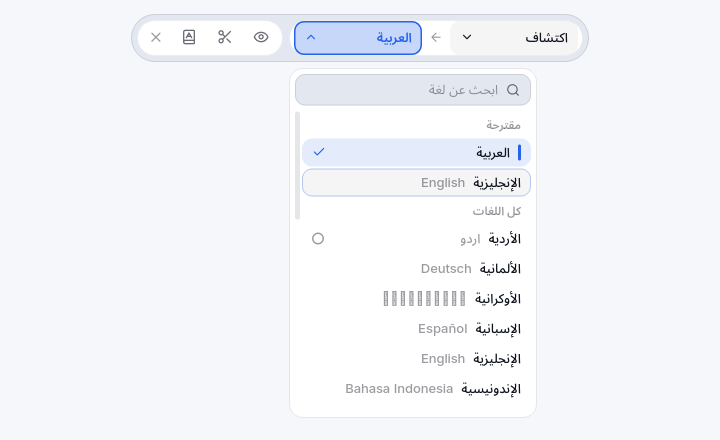 اكتشاف
العربية
ابحث عن لغة
مقترحة
العربية
الإنجليزية English
كل اللغات
الأردية اردو
الألمانية Deutsch
الأوكرانية
الإسبانية Español
الإنجليزية English
الإندونيسية Bahasa Indonesia